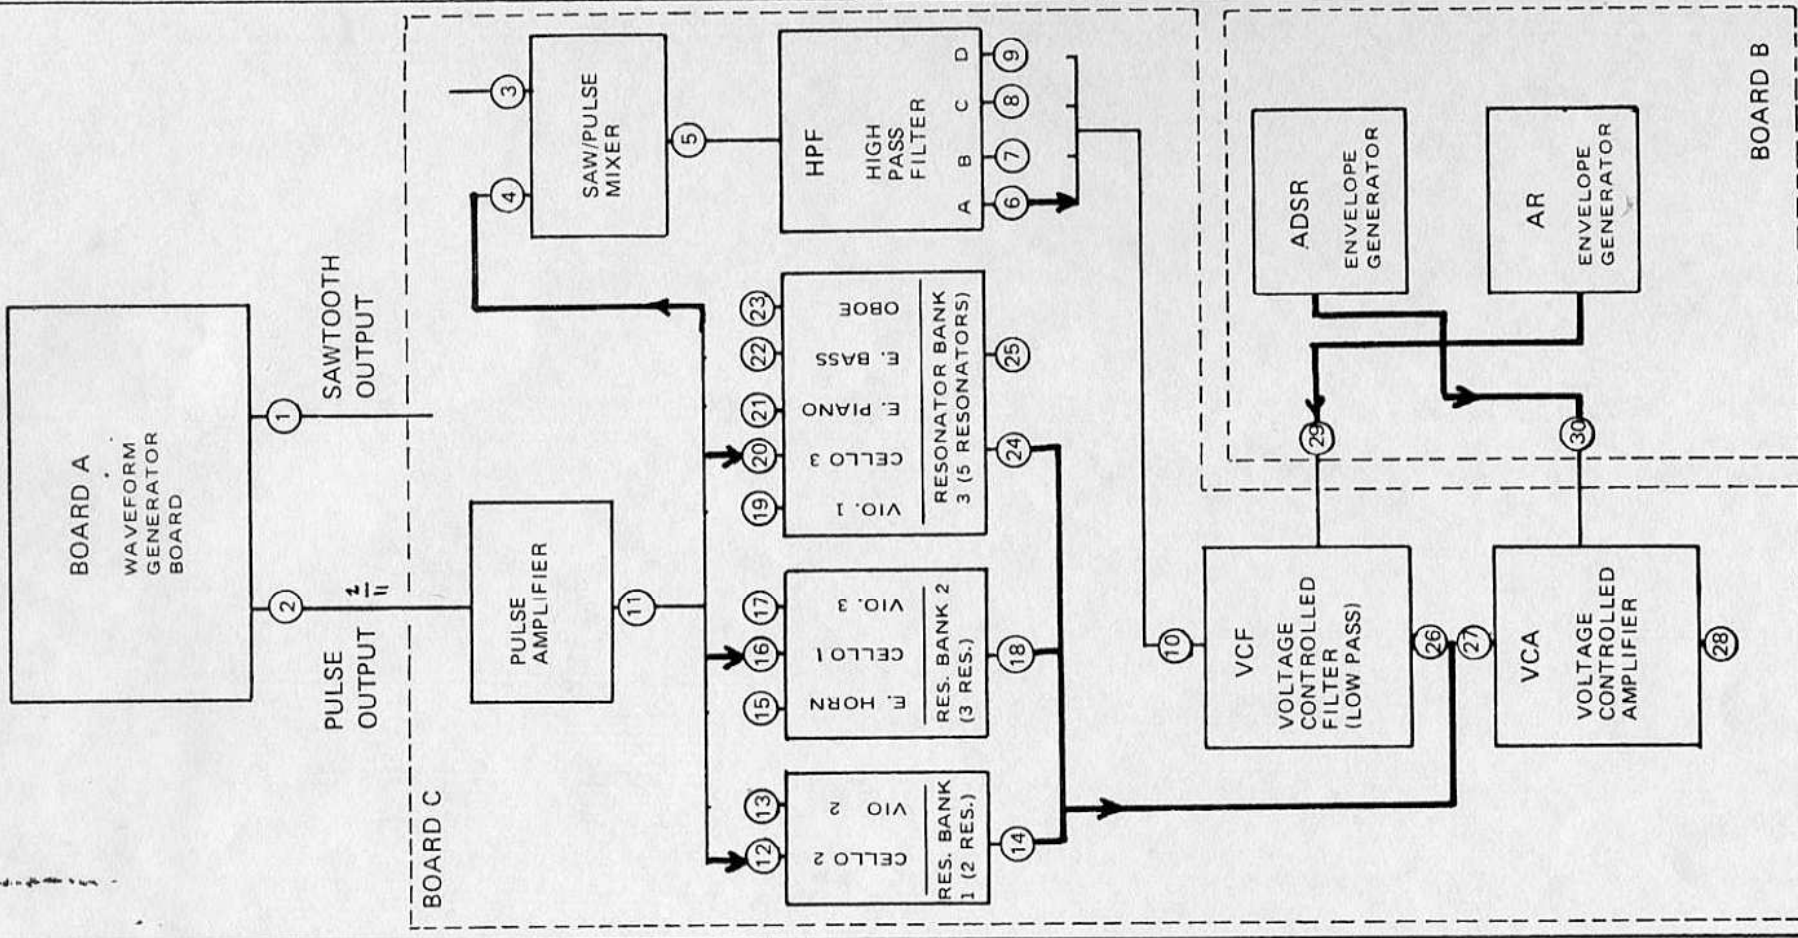 BOARD A
WAVEFORM
GENERATOR
BOARD
1
SAWTOOTH
OUTPUT
2
PULSE
OUTPUT
BOARD C
PULSE
AMPLIFIER
11
3
4
SAW/PULSE
MIXER
5
HPF
HIGH
PASS
FILTER
A B C D
6
7
8
9
12
13
CELLO 2
VIO 2
RES. BANK
1 (2 RES.)
14
15
16
17
E. HORN
CELLO 1
VIO. 3
RES. BANK 2
(3 RES.)
18
19
20
21
22
23
VIO. 1
CELLO 3
E. PIANO
E. BASS
OBOE
RESONATOR BANK
3 (5 RESONATORS)
24
25
10
VCF
VOLTAGE
CONTROLLED
FILTER
(LOW PASS)
26
27
VCA
VOLTAGE
CONTROLLED
AMPLIFIER
28
29
30
ADSR
ENVELOPE
GENERATOR
AR
ENVELOPE
GENERATOR
BOARD B